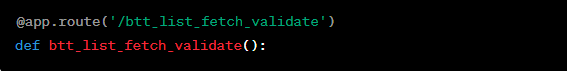 @app.route('/btt_list_fetch_validate')
def btt_list_fetch_validate():